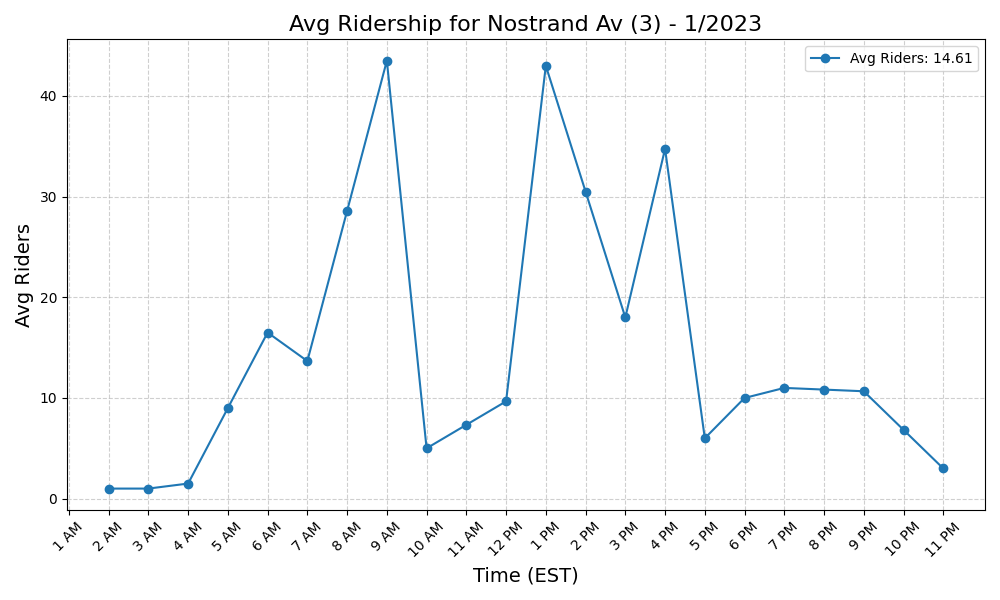 Avg Ridership for Nostrand Av (3) - 1/2023
Avg Riders: 14.61
Avg Riders
40
30
20
10
0
1 AM
2 AM
3 AM
4 AM
5 AM
6 AM
7 AM
8 AM
9 AM
10 AM
11 AM
12 PM
1 PM
2 PM
3 PM
4 PM
5 PM
6 PM
7 PM
8 PM
9 PM
10 PM
11 PM
Time (EST)